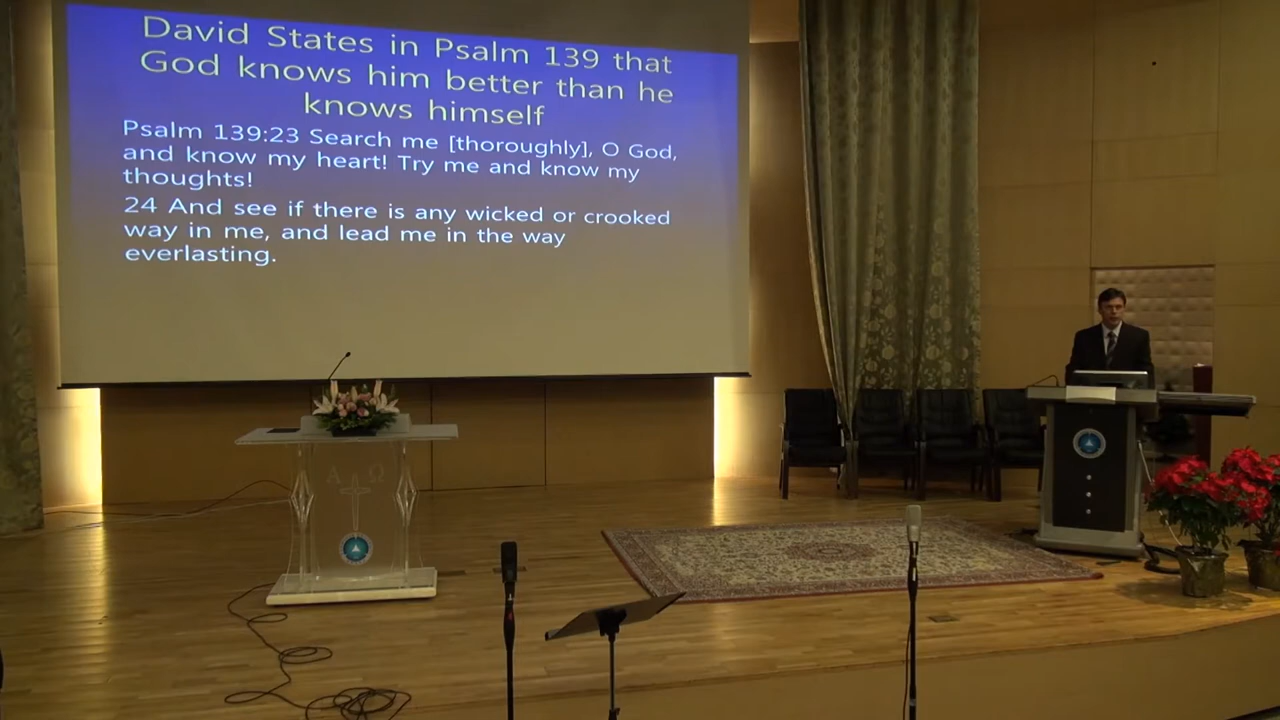 David States in Psalm 139 that
God knows him better than he
knows himself
Psalm 139:23 Search me [thoroughly], O God,
and know my heart! Try me and know my
thoughts!
24 And see if there is any wicked or crooked
way in me, and lead me in the way
everlasting.
Α Ω